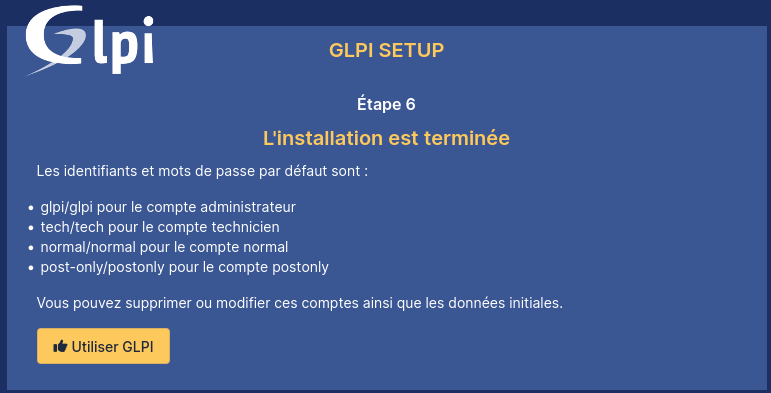 Glpi
GLPI SETUP
Étape 6
L'installation est terminée
Les identifiants et mots de passe par défaut sont :
glpi/glpi pour le compte administrateur
tech/tech pour le compte technicien
normal/normal pour le compte normal
post-only/postonly pour le compte postonly
Vous pouvez supprimer ou modifier ces comptes ainsi que les données initiales.
Utiliser GLPI